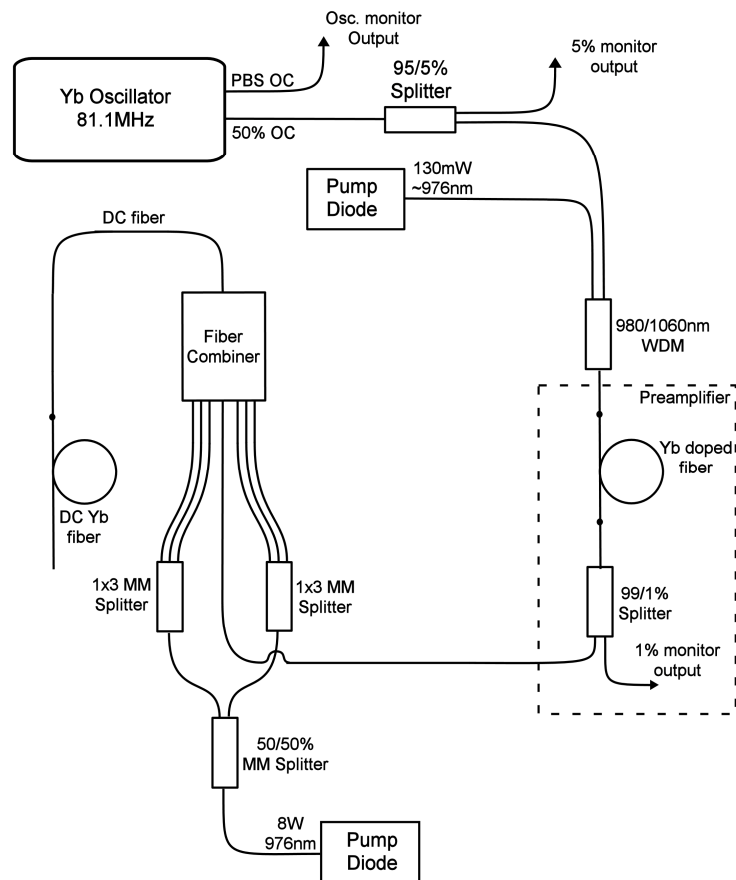 Osc. monitor
Output
5% monitor
output
PBS OC
95/5%
Splitter
Yb Oscillator
81.1MHz
50% OC
130mW
~976nm
Pump
Diode
DC fiber
980/1060nm
WDM
Fiber
Combiner
Preamplifier
Yb doped
fiber
DC Yb
fiber
1x3 MM
Splitter
1x3 MM
Splitter
99/1%
Splitter
1% monitor
output
50/50%
MM Splitter
8W
976nm
Pump
Diode